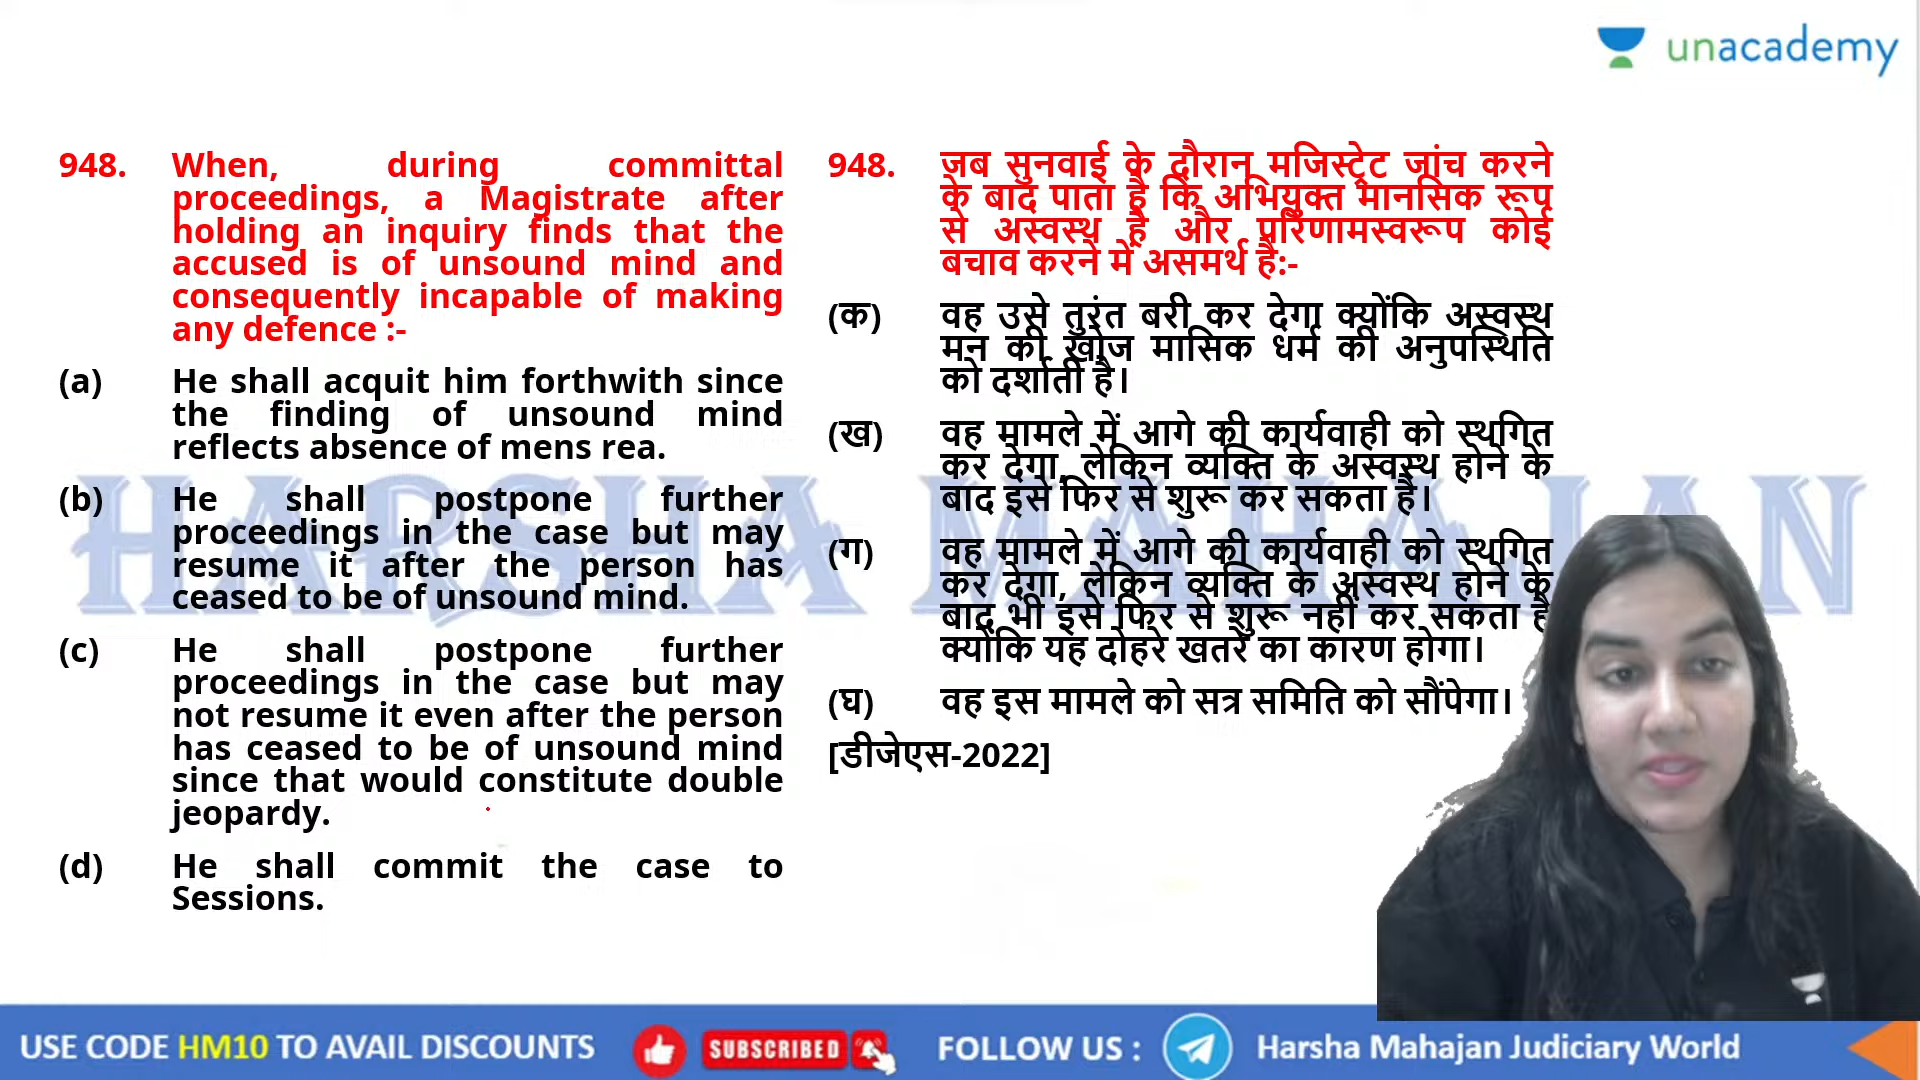 unacademy
948. When, during committal
proceedings, a Magistrate after
holding an inquiry finds that the
accused is of unsound mind and
consequently incapable of making
any defence :-
(a) He shall acquit him forthwith since
the finding of unsound mind
reflects absence of mens rea.
(b) He shall postpone further
proceedings in the case but may
resume it after the person has
ceased to be of unsound mind.
(c) He shall postpone further
proceedings in the case but may
not resume it even after the person
has ceased to be of unsound mind
since that would constitute double
jeopardy.
(d) He shall commit the case to
Sessions.
948. जब सुनवाई के दौरान मजिस्ट्रेट जांच करने
के बाद पाता है कि अभियुक्त मानसिक रूप
से अस्वस्थ है और परिणामस्वरूप कोई
बचाव करने में असमर्थ है:-
(क) वह उसे तुरंत बरी कर देगा क्योंकि अस्वस्थ
मन की खोज मासिक धर्म की अनुपस्थिति
को दर्शाती है।
(ख) वह मामले में आगे की कार्यवाही को स्थगित
कर देगा, लेकिन व्यक्ति के अस्वस्थ होने के
बाद इसे फिर से शुरू कर सकता है।
(ग) वह मामले में आगे की कार्यवाही को स्थगित
कर देगा, लेकिन व्यक्ति के अस्वस्थ होने के
बाद भी इसे फिर से शुरू नहीं कर सकता है
क्योंकि यह दोहरे खतरे का कारण होगा।
(घ) वह इस मामले को सत्र समिति को सौंपेगा।
[डीजेएस-2022]
HARSHA MAHAJAN
USE CODE HM10 TO AVAIL DISCOUNTS
SUBSCRIBED
FOLLOW US :
Harsha Mahajan Judiciary World